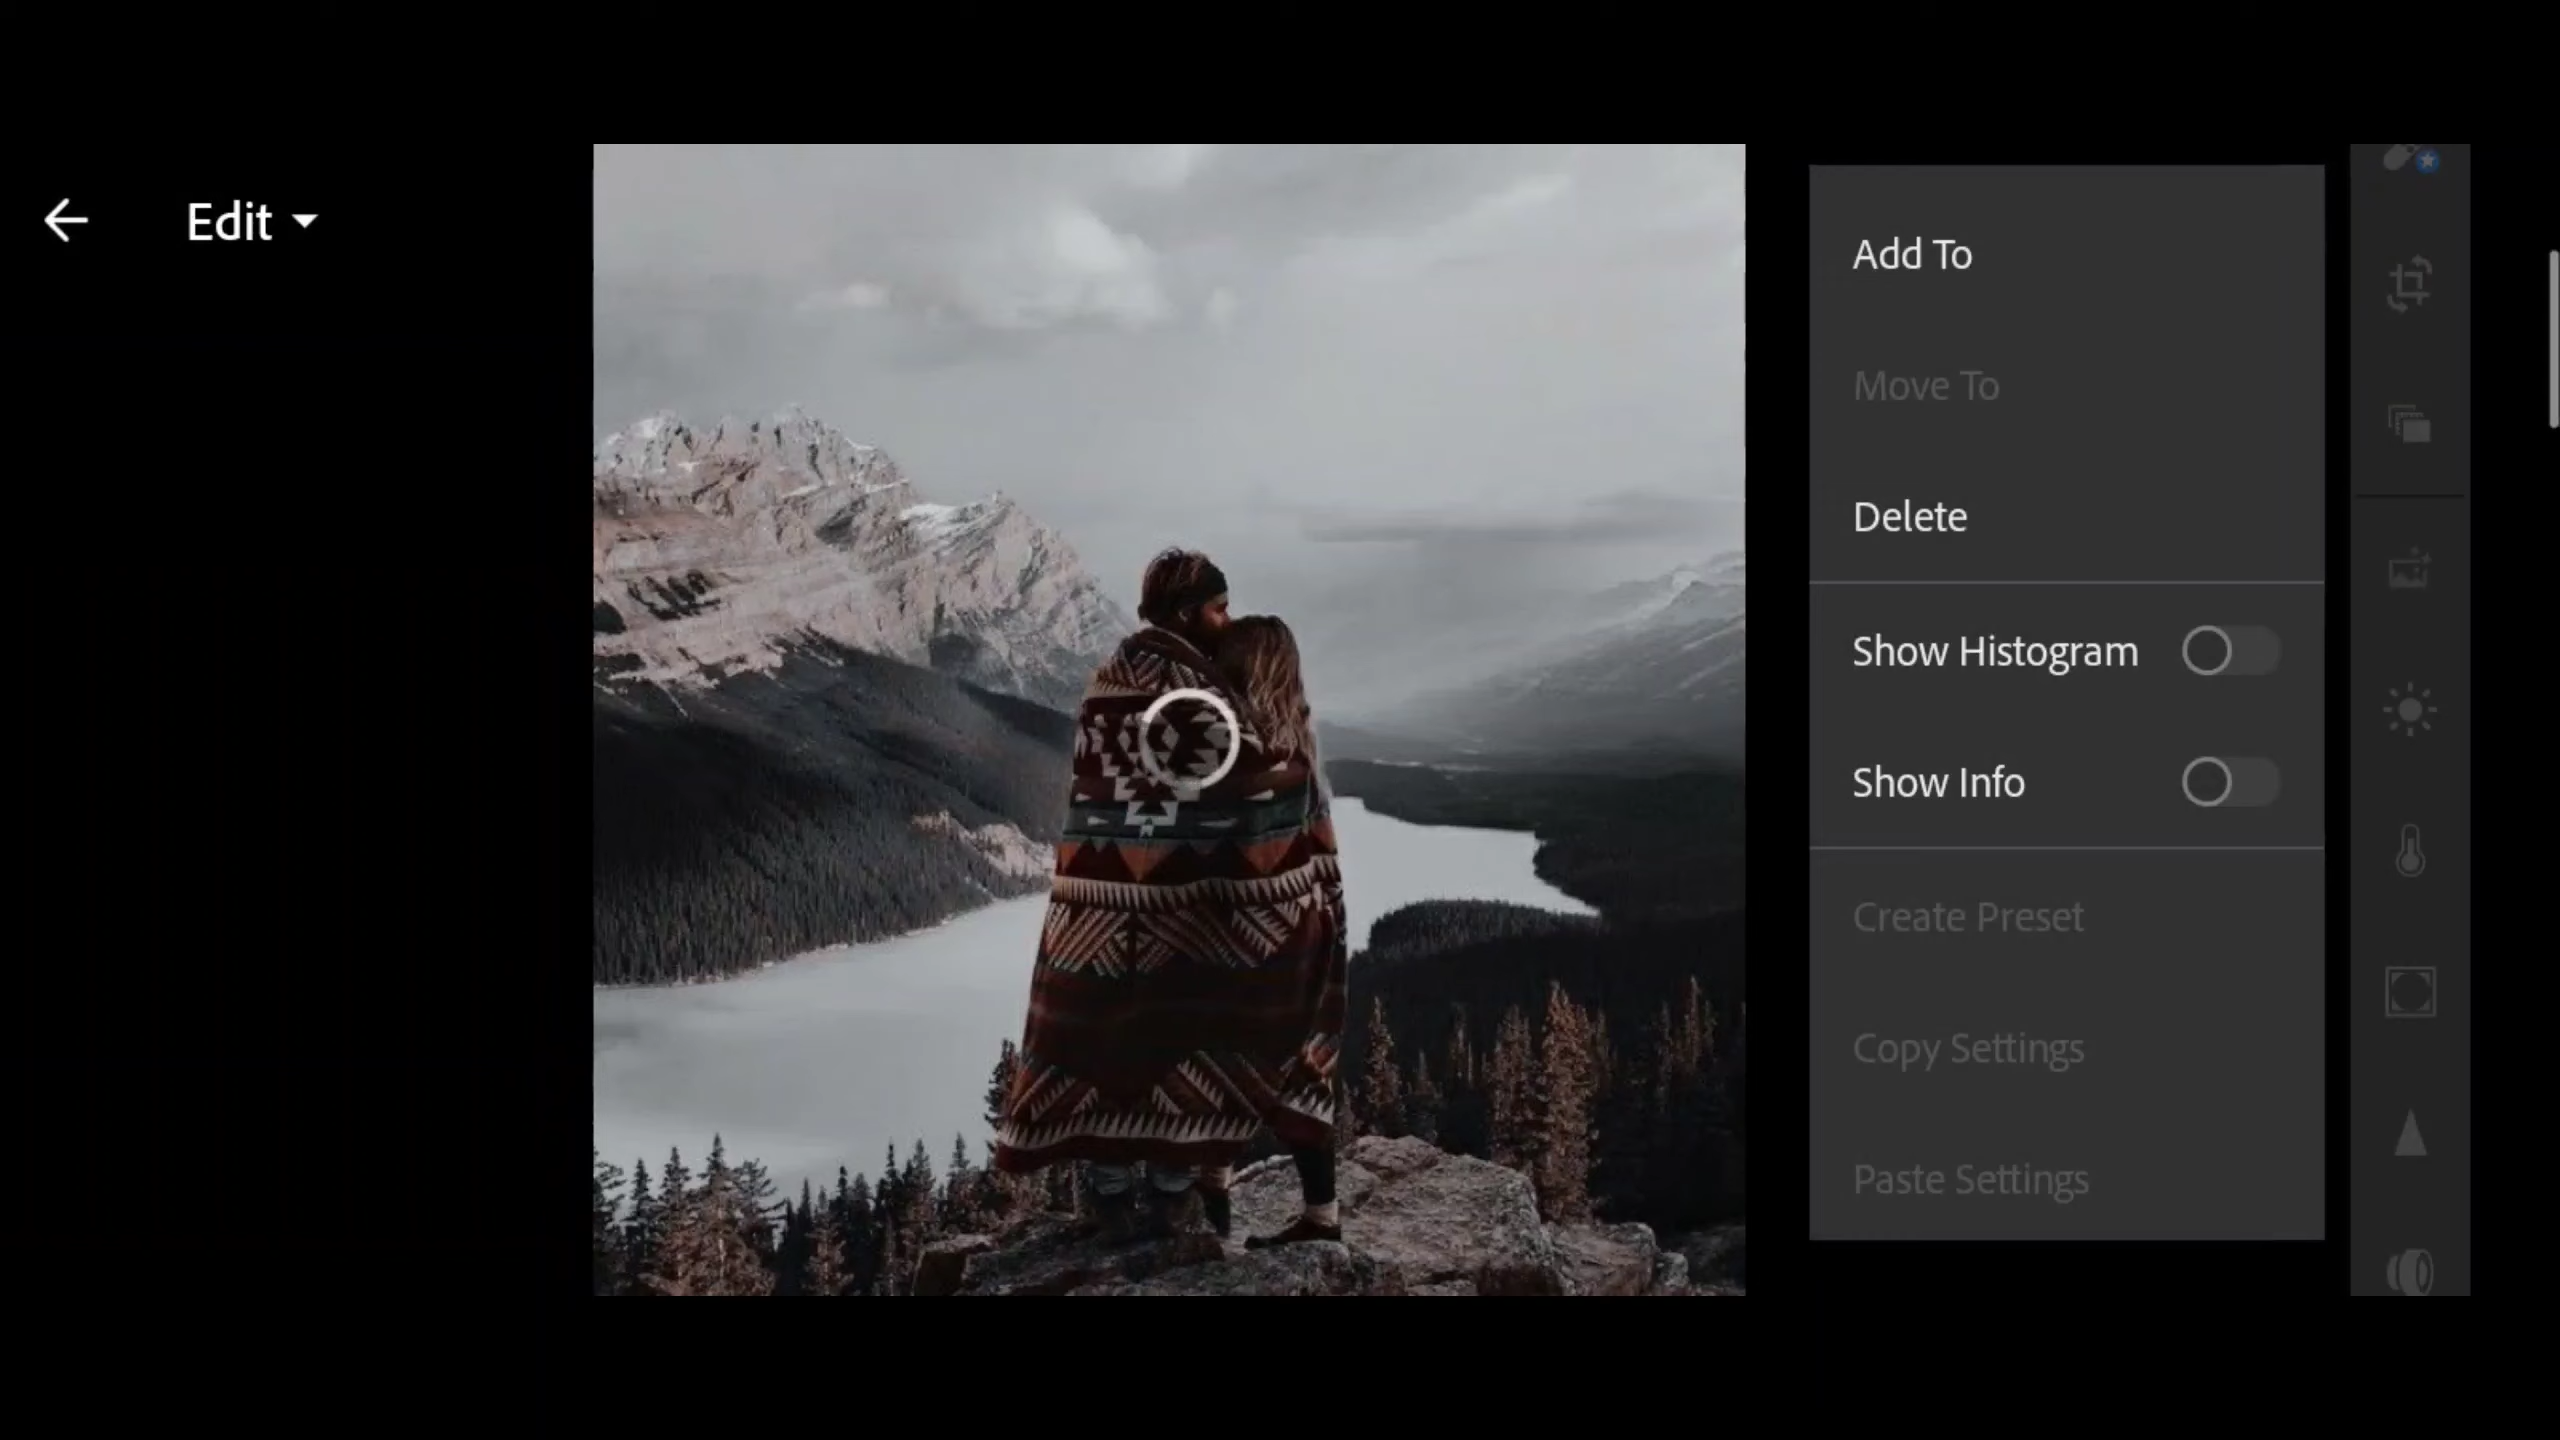 Edit
Add To
Move To
Delete
Show Histogram
Show Info
Create Preset
Copy Settings
Paste Settings